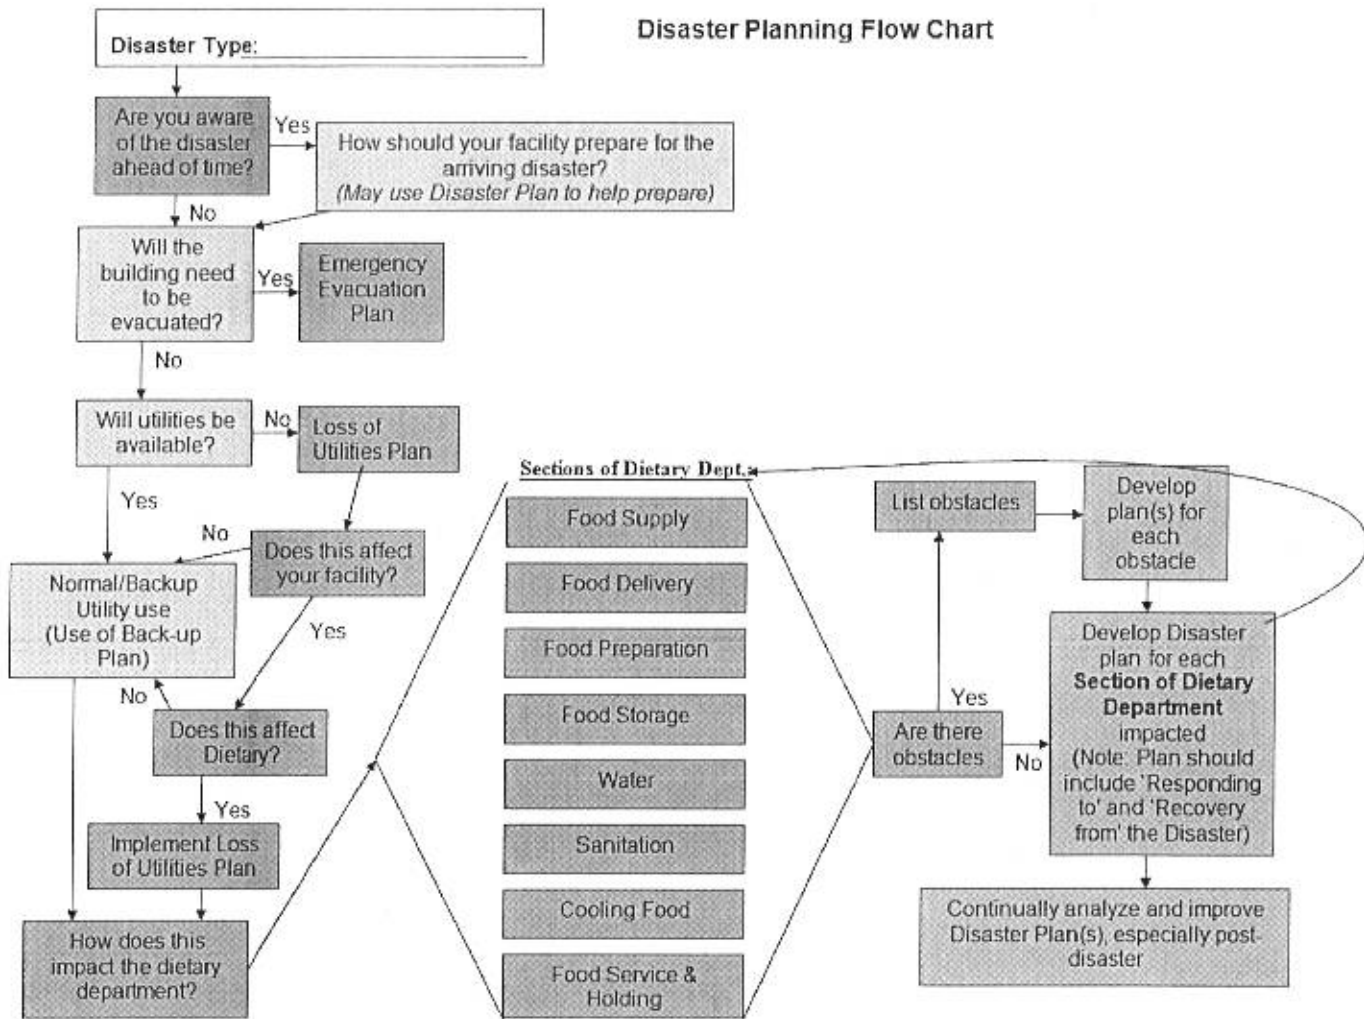 Disaster Planning Flow Chart
Disaster Type:
Are you aware
of the disaster
ahead of time?
Yes
How should your facility prepare for the
arriving disaster?
(May use Disaster Plan to help prepare)
No
Will the
building need
to be
evacuated?
Yes
Emergency
Evacuation
Plan
No
Will utilities be
available?
No
Loss of
Utilities Plan
Yes
No
Does this affect
your facility?
Normal/Backup
Utility use
(Use of Back-up
Plan)
Yes
No
Does this affect
Dietary?
Yes
Implement Loss
of Utilities Plan
How does this
impact the dietary
department?
Sections of Dietary Dept.
Food Supply
Food Delivery
Food Preparation
Food Storage
Water
Sanitation
Cooling Food
Food Service &
Holding
List obstacles
Develop
plan(s) for
each
obstacle
Yes
Are there
obstacles
No
Develop Disaster
plan for each
Section of Dietary
Department
impacted
(Note: Plan should
include 'Responding
to' and 'Recovery
from' the Disaster)
Continually analyze and improve
Disaster Plan(s), especially post-
disaster